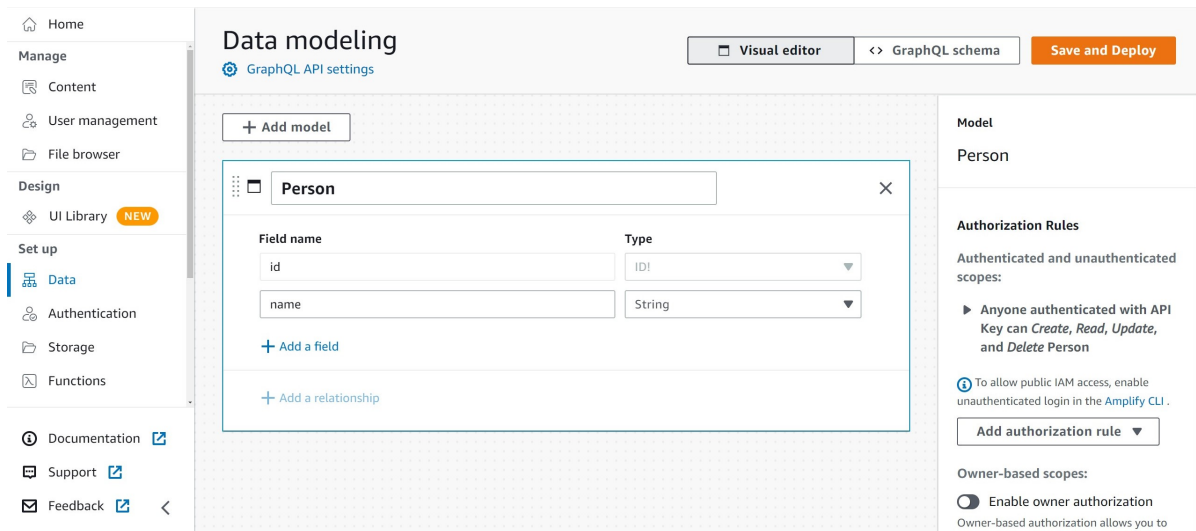 Home
Manage
Content
User management
File browser
Design
UI Library NEW
Set up
Data
Authentication
Storage
Functions
Documentation
Support
Feedback
Data modeling
GraphQL API settings
Visual editor
GraphQL schema
Save and Deploy
+ Add model
Person
Field name Type
id ID!
name String
+ Add a field
+ Add a relationship
Model
Person
Authorization Rules
Authenticated and unauthenticated
scopes:
Anyone authenticated with API
Key can Create, Read, Update,
and Delete Person
To allow public IAM access, enable
unauthenticated login in the Amplify CLI .
Add authorization rule
Owner-based scopes:
Enable owner authorization
Owner-based authorization allows you to